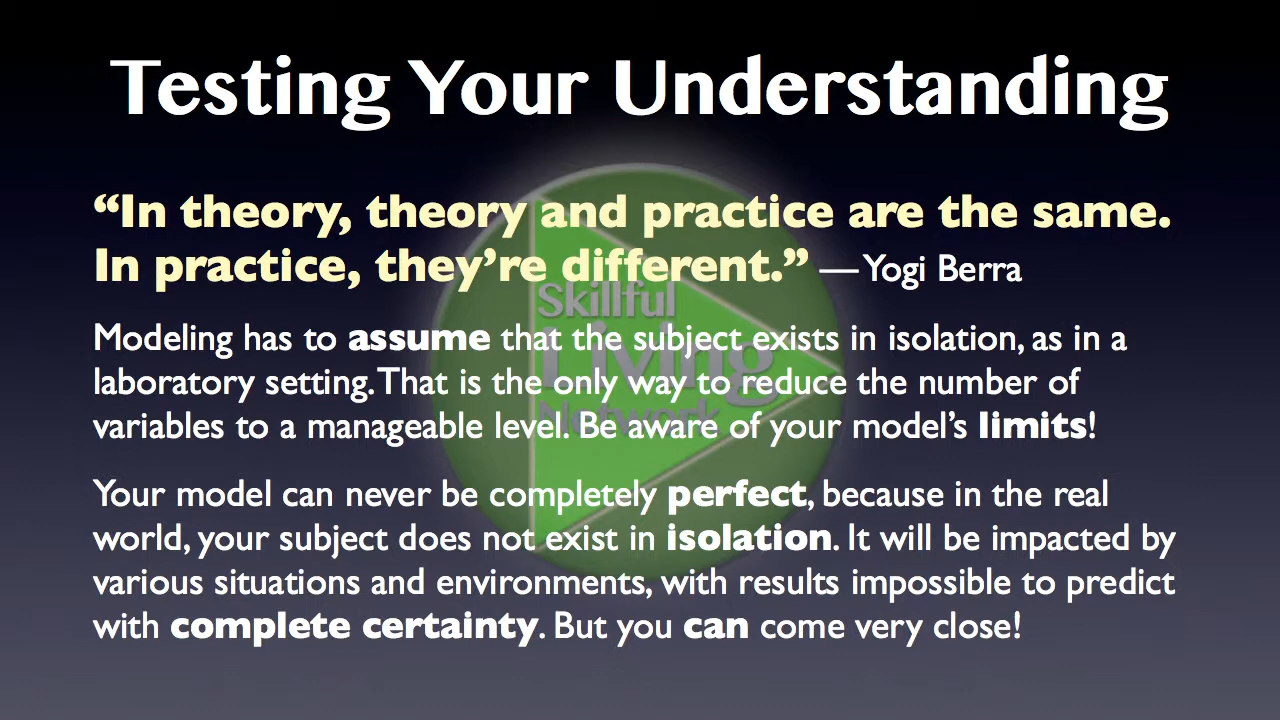 Testing Your Understanding
“In theory, theory and practice are the same.
In practice, they’re different.” — Yogi Berra
Skillful
Living
Network
Modeling has to assume that the subject exists in isolation, as in a
laboratory setting. That is the only way to reduce the number of
variables to a manageable level. Be aware of your model’s limits!
Your model can never be completely perfect, because in the real
world, your subject does not exist in isolation. It will be impacted by
various situations and environments, with results impossible to predict
with complete certainty. But you can come very close!